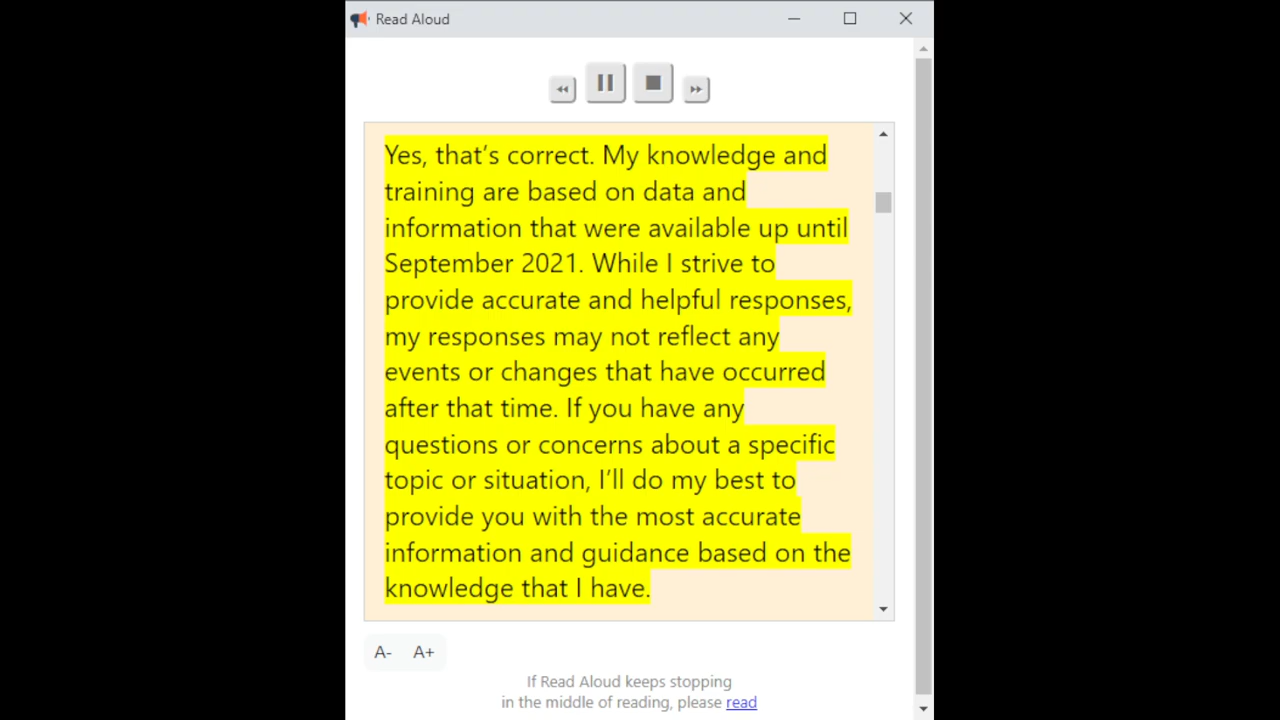 Read Aloud
Yes, that’s correct. My knowledge and
training are based on data and
information that were available up until
September 2021. While I strive to
provide accurate and helpful responses,
my responses may not reflect any
events or changes that have occurred
after that time. If you have any
questions or concerns about a specific
topic or situation, I’ll do my best to
provide you with the most accurate
information and guidance based on the
knowledge that I have.
A- A+
If Read Aloud keeps stopping
in the middle of reading, please read